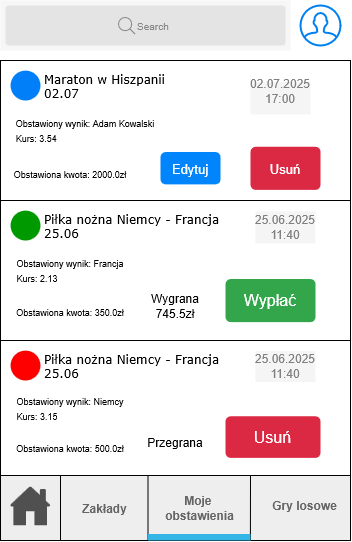 Search
Maraton w Hiszpanii
02.07
02.07.2025
17:00
Obstawiony wynik: Adam Kowalski
Kurs: 3.54
Obstawiona kwota: 2000.0zł
Edytuj
Usuń
Piłka nożna Niemcy - Francja
25.06
25.06.2025
11:40
Obstawiony wynik: Francja
Kurs: 2.13
Obstawiona kwota: 350.0zł
Wygrana
745.5zł
Wypłać
Piłka nożna Niemcy - Francja
25.06
25.06.2025
11:40
Obstawiony wynik: Niemcy
Kurs: 3.15
Obstawiona kwota: 500.0zł
Przegrana
Usuń
Zakłady
Moje
obstawienia
Gry losowe